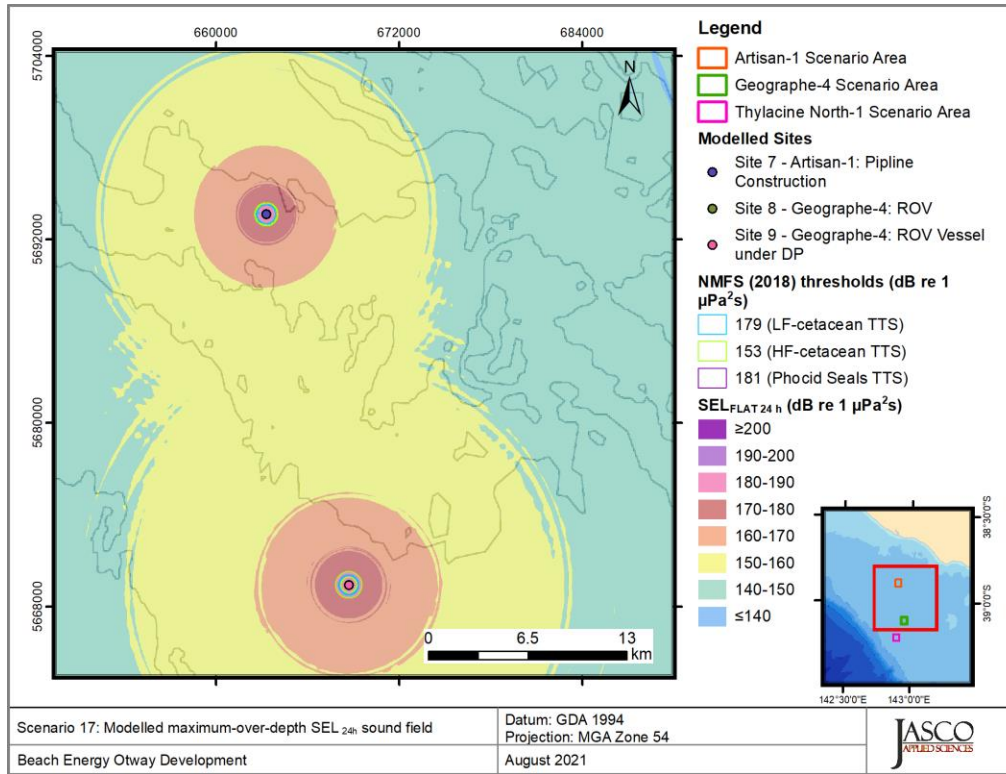 660000
672000
684000
5704000
5692000
5680000
5668000
N
0
6.5
13
km
Legend
Artisan-1 Scenario Area
Geographe-4 Scenario Area
Thylacine North-1 Scenario Area
Modelled Sites
Site 7 - Artisan-1: Pipline
Construction
Site 8 - Geographe-4: ROV
Site 9 - Geographe-4: ROV Vessel
under DP
NMFS (2018) thresholds (dB re 1
µPa²s)
179 (LF-cetacean TTS)
153 (HF-cetacean TTS)
181 (Phocid Seals TTS)
SEL FLAT 24 h (dB re 1 µPa²s)
≥200
190-200
180-190
170-180
160-170
150-160
140-150
≤140
38°30'0"S
39°0'0"S
142°30'0"E
143°0'0"E
Scenario 17: Modelled maximum-over-depth SEL 24h sound field
Datum: GDA 1994
Projection: MGA Zone 54
Beach Energy Otway Development
August 2021
JASCO
APPLIED SCIENCES